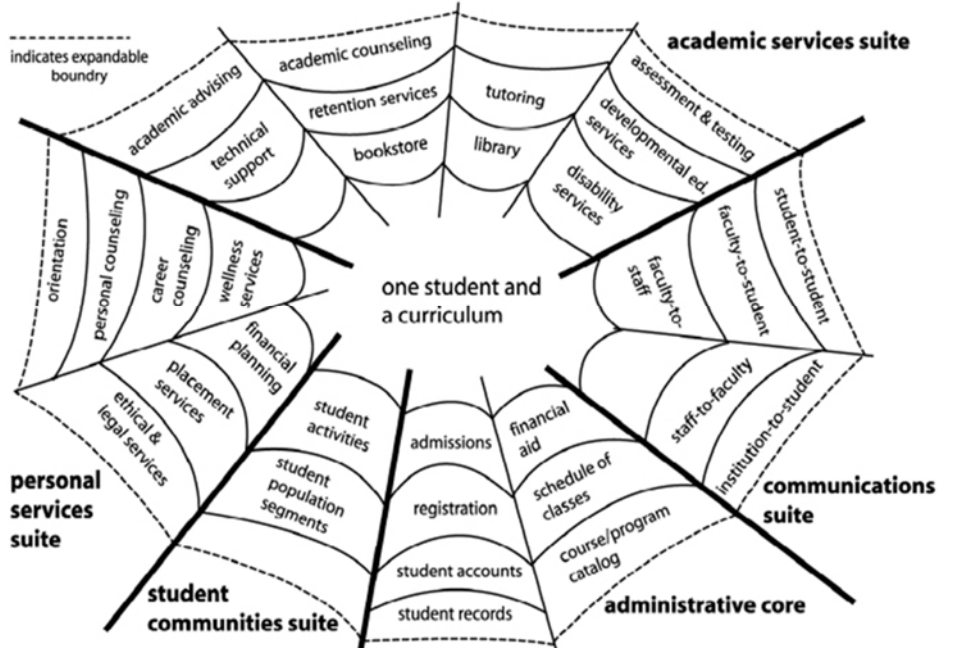 indicates expandable
boundry
academic services suite
academic advising
academic counseling
assessment & testing
technical
support
retention services
tutoring
developmental ed.
services
bookstore
library
disability
services
orientation
personal counseling
career
counseling
wellness
services
one student and
a curriculum
faculty-to-
staff
faculty-to-student
student-to-student
financial
planning
placement
services
ethical &
legal services
staff-to-faculty
institution-to-student
personal
services
suite
student
activities
student
population
segments
student
communities suite
admissions
registration
student accounts
student records
financial
aid
schedule of
classes
course/program
catalog
administrative core
communications
suite